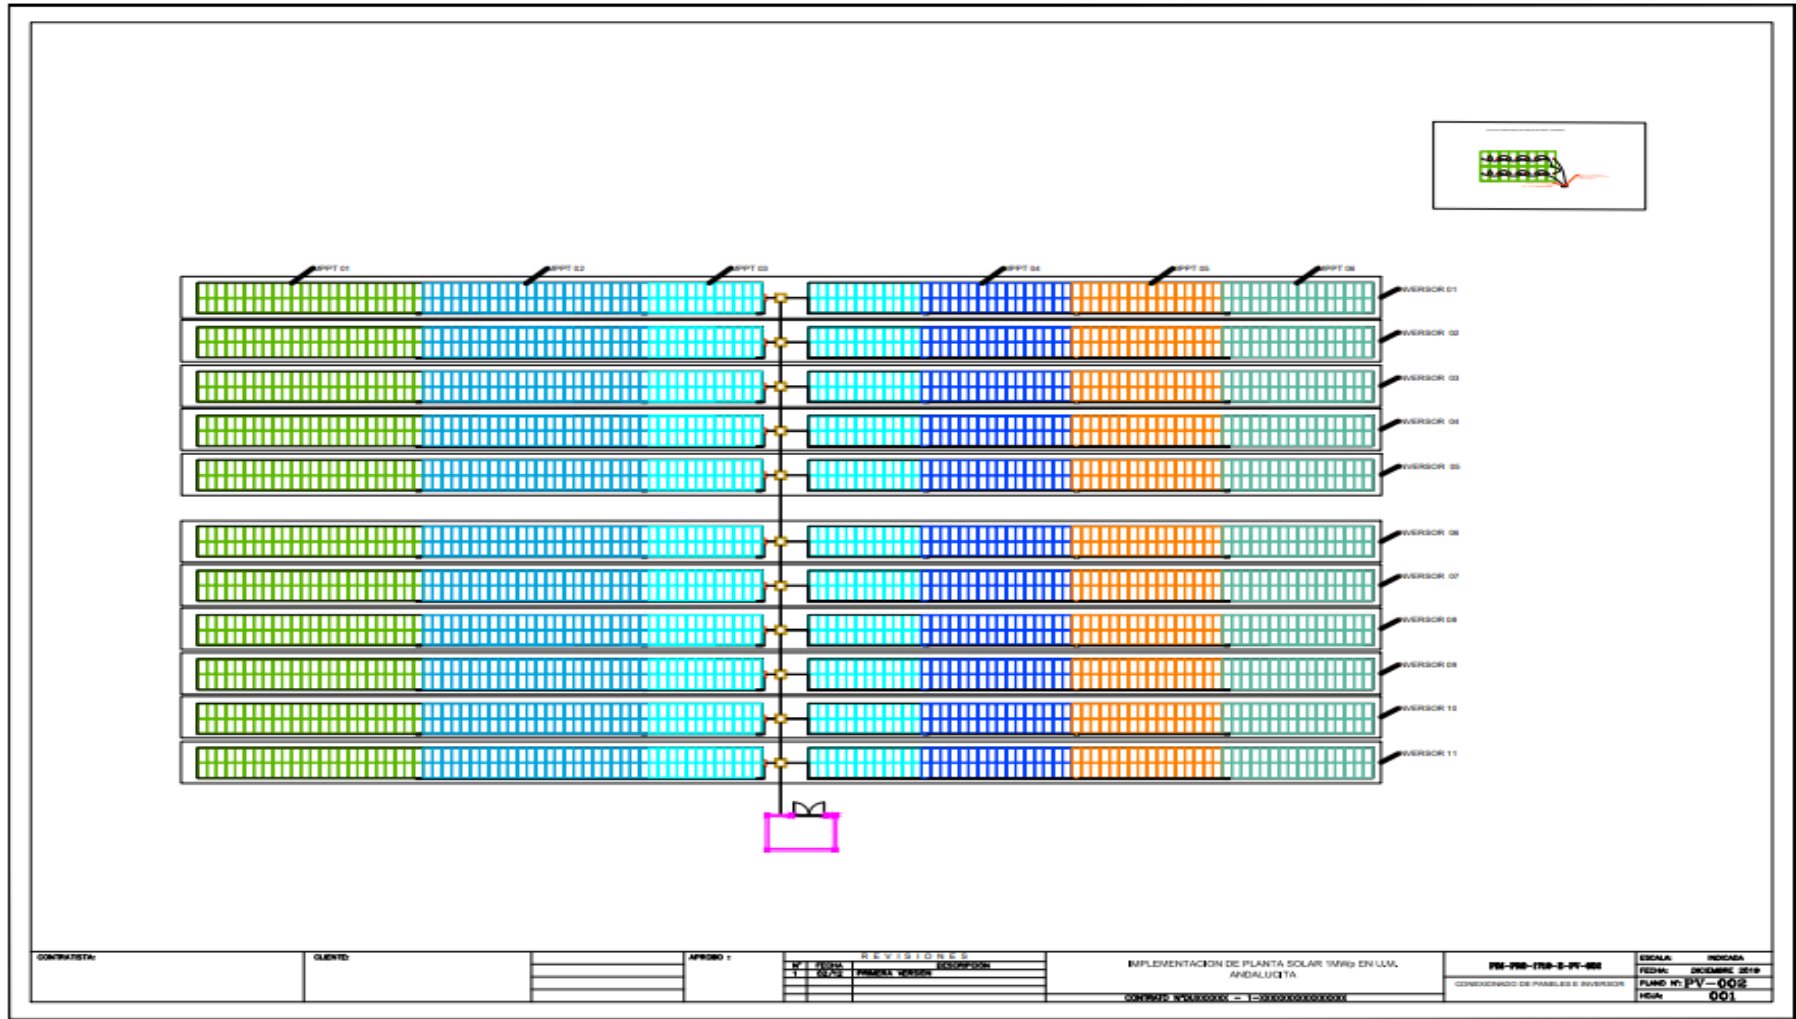 MPPT 01 MPPT 02 MPPT 03 MPPT 04 MPPT 05 MPPT 06
INVERSOR 01
INVERSOR 02
INVERSOR 03
INVERSOR 04
INVERSOR 05
INVERSOR 06
INVERSOR 07
INVERSOR 08
INVERSOR 09
INVERSOR 10
INVERSOR 11
CONTRATISTA:
CLIENTE:
APROBO :
REVISIONES
N° FECHA DESCRIPCIÓN
1 02/12 PRIMERA VERSION
IMPLEMENTACION DE PLANTA SOLAR 1MWp EN U.M.
ANDALUCITA
CONEXIONADO DE PANELES E INVERSOR
ESCALA: INDICADA
FECHA: DICIEMBRE 2019
PLANO N°: PV-002
HOJA: 001